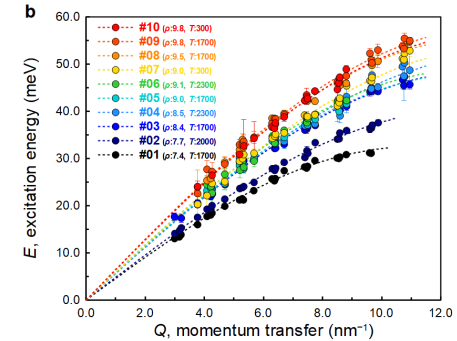 b
60.0
50.0
40.0
30.0
20.0
10.0
0.0
E, excitation energy (meV)
#10 (ρ:9.8, T:300)
#09 (ρ:9.8, T:1700)
#08 (ρ:9.5, T:1700)
#07 (ρ:9.0, T:300)
#06 (ρ:9.1, T:2300)
#05 (ρ:9.0, T:1700)
#04 (ρ:8.5, T:2300)
#03 (ρ:8.4, T:1700)
#02 (ρ:7.7, T:2000)
#01 (ρ:7.4, T:1700)
0.0 2.0 4.0 6.0 8.0 10.0 12.0
Q, momentum transfer (nm⁻¹)